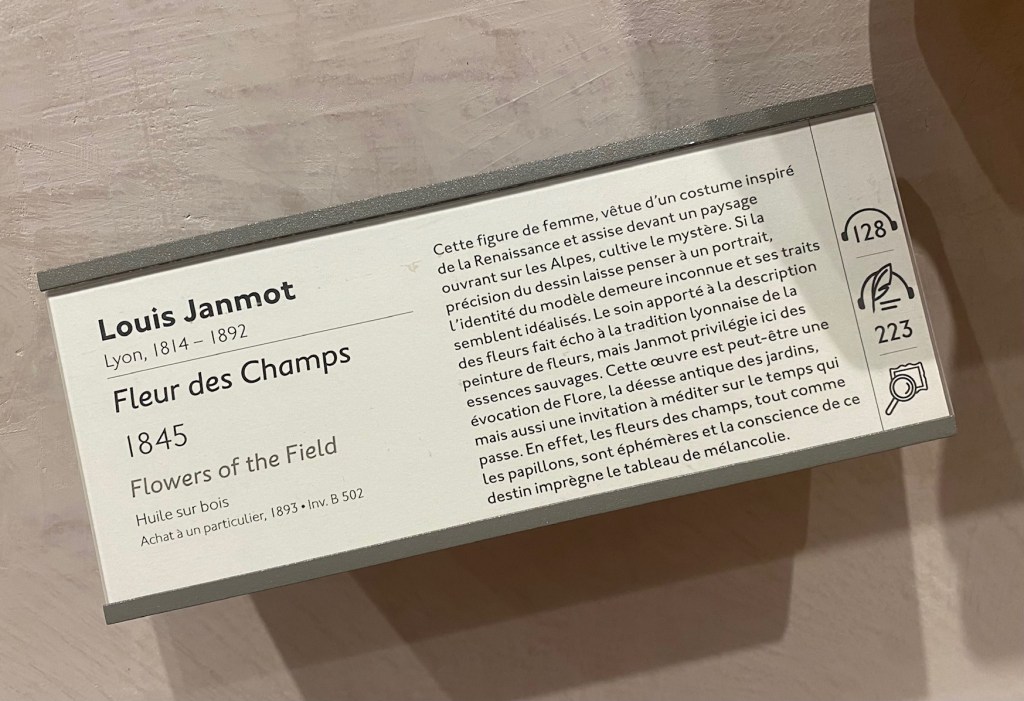 Louis Janmot
Lyon, 1814 – 1892
Fleur des Champs
1845
Flowers of the Field
Huile sur bois
Achat à un particulier, 1893 • Inv. B 502
Cette figure de femme, vêtue d’un costume inspiré
de la Renaissance et assise devant un paysage
ouvrant sur les Alpes, cultive le mystère. Si la
précision du dessin laisse penser à un portrait,
l’identité du modèle demeure inconnue et ses traits
semblent idéalisés. Le soin apporté à la description
des fleurs fait écho à la tradition lyonnaise de la
peinture de fleurs, mais Janmot privilégie ici des
essences sauvages. Cette œuvre est peut-être une
évocation de Flore, la déesse antique des jardins,
mais aussi une invitation à méditer sur le temps qui
passe. En effet, les fleurs des champs, tout comme
les papillons, sont éphémères et la conscience de ce
destin imprègne le tableau de mélancolie.
128
223